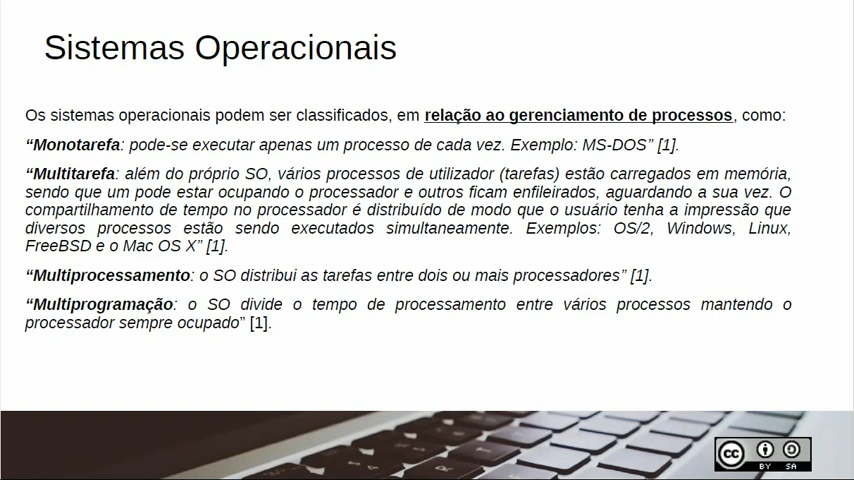 Sistemas Operacionais
Os sistemas operacionais podem ser classificados, em relação ao gerenciamento de processos, como:
“Monotarefa: pode-se executar apenas um processo de cada vez. Exemplo: MS-DOS” [1].
“Multitarefa: além do próprio SO, vários processos de utilizador (tarefas) estão carregados em memória,
sendo que um pode estar ocupando o processador e outros ficam enfileirados, aguardando a sua vez. O
compartilhamento de tempo no processador é distribuído de modo que o usuário tenha a impressão que
diversos processos estão sendo executados simultaneamente. Exemplos: OS/2, Windows, Linux,
FreeBSD e o Mac OS X” [1].
“Multiprocessamento: o SO distribui as tarefas entre dois ou mais processadores” [1].
“Multiprogramação: o SO divide o tempo de processamento entre vários processos mantendo o
processador sempre ocupado” [1].
cc
BY SA